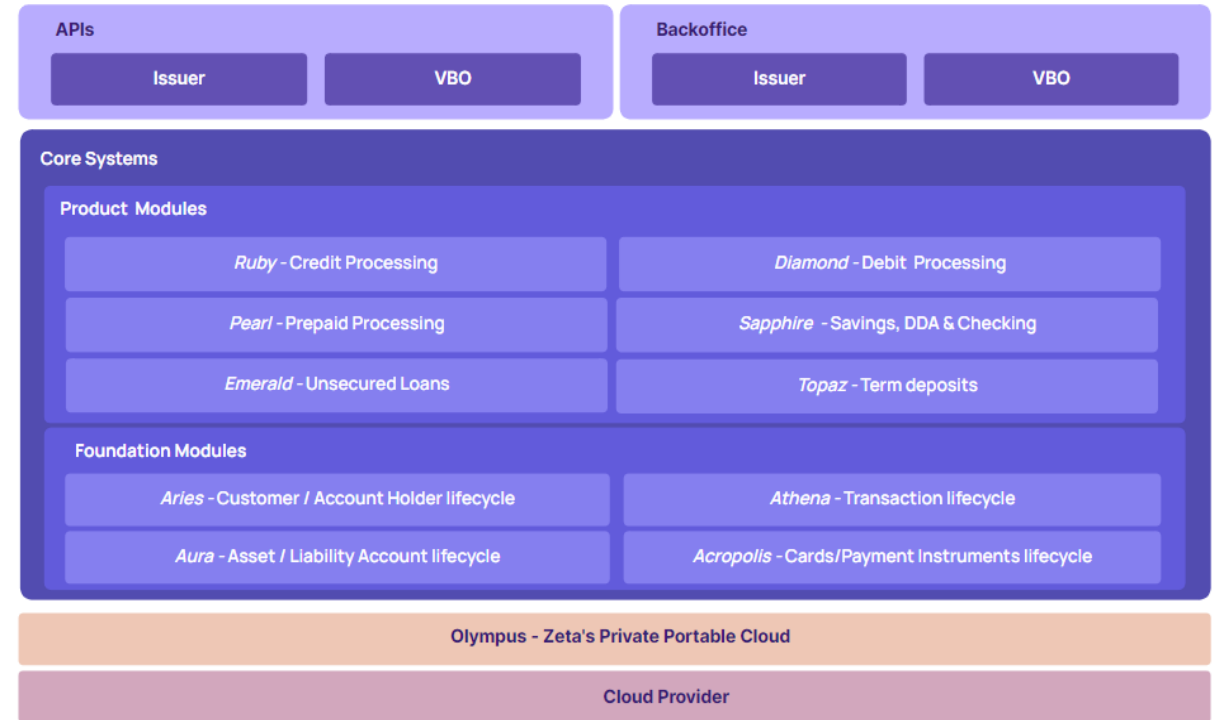 APIs
Issuer
VBO
Backoffice
Issuer
VBO
Core Systems
Product Modules
Ruby - Credit Processing
Diamond - Debit Processing
Pearl - Prepaid Processing
Sapphire - Savings, DDA & Checking
Emerald - Unsecured Loans
Topaz - Term deposits
Foundation Modules
Aries - Customer / Account Holder lifecycle
Athena - Transaction lifecycle
Aura - Asset / Liability Account lifecycle
Acropolis - Cards/Payment Instruments lifecycle
Olympus - Zeta's Private Portable Cloud
Cloud Provider